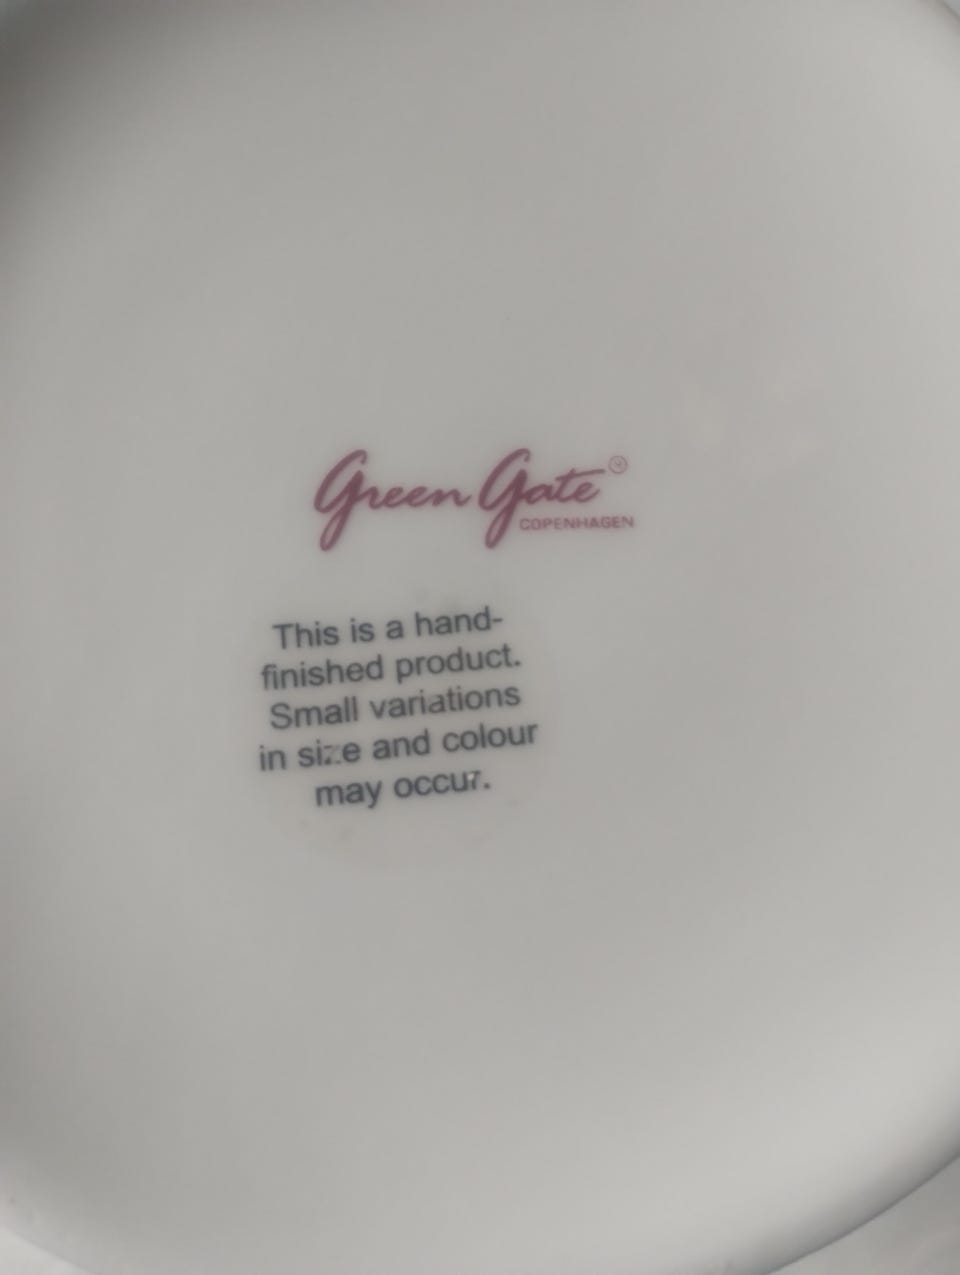 Green Gate®
COPENHAGEN
This is a hand-
finished product.
Small variations
in size and colour
may occur.